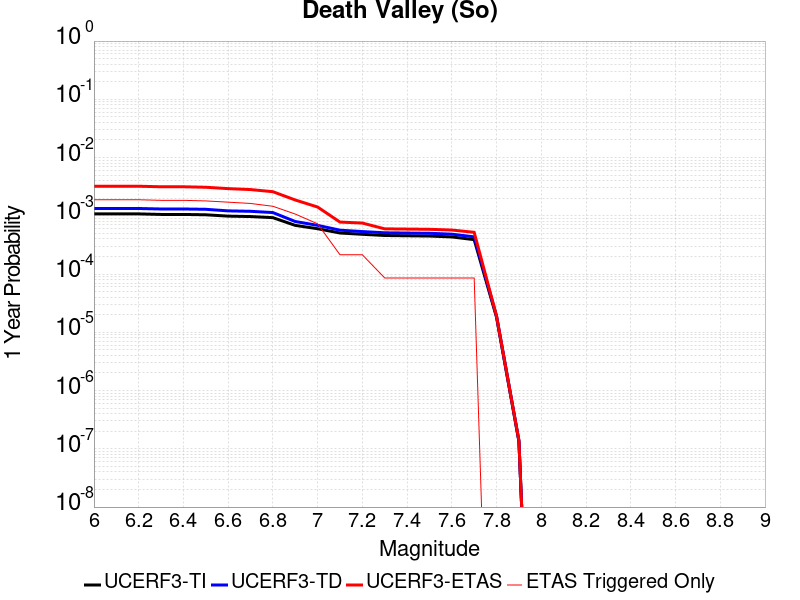 Death Valley (So)
10^0
10^-1
10^-2
10^-3
10^-4
10^-5
10^-6
10^-7
10^-8
1 Year Probability
6 6.2 6.4 6.6 6.8 7 7.2 7.4 7.6 7.8 8 8.2 8.4 8.6 8.8 9
Magnitude
UCERF3-TI UCERF3-TD UCERF3-ETAS ETAS Triggered Only